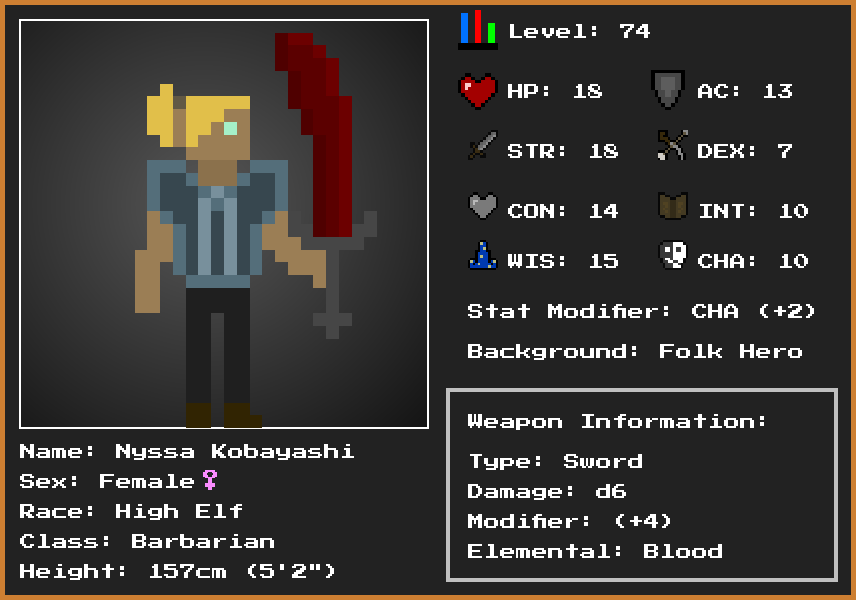 Level: 74
HP: 18
AC: 13
STR: 18
DEX: 7
CON: 14
INT: 10
WIS: 15
CHA: 10
Stat Modifier: CHA (+2)
Background: Folk Hero
Weapon Information:
Type: Sword
Damage: d6
Modifier: (+4)
Elemental: Blood
Name: Nyssa Kobayashi
Sex: Female♀
Race: High Elf
Class: Barbarian
Height: 157cm (5'2")